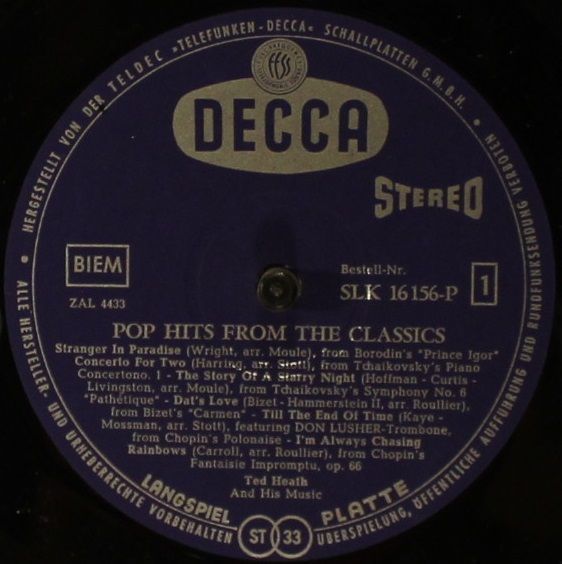 HERGESTELLT VON DER TELDEC »TELEFUNKEN-DECCA« SCHALLPLATTEN G.M.B.H.
ffss
DECCA
STEREO
BIEM
ZAL 4433
Bestell-Nr.
SLK 16156-P
1
POP HITS FROM THE CLASSICS
Stranger In Paradise (Wright, arr. Moule), from Borodin's "Prince Igor"
Concerto For Two (Harring, arr. Stott), from Tchaikovsky's Piano
Concertono. 1 - The Story Of A Starry Night (Hoffman - Curtis -
Livingston, arr. Moule), from Tchaikovsky's Symphony No. 6
"Pathétique" - Dat's Love (Bizet - Hammerstein II, arr. Roullier),
from Bizet's "Carmen" - Till The End Of Time (Kaye -
Mossman, arr. Stott), featuring DON LUSHER-Trombone,
from Chopin's Polonaise - I'm Always Chasing
Rainbows (Carroll, arr. Roullier), from Chopin's
Fantaisie Impromptu, op. 66
Ted Heath
And His Music
LANGSPIEL PLATTE
ST 33
ALLE HERSTELLER- UND URHEBERRECHTE VORBEHALTEN
ÜBERSPIELUNG, ÖFFENTLICHE AUFFÜHRUNG UND RUNDFUNKSENDUNG VERBOTEN